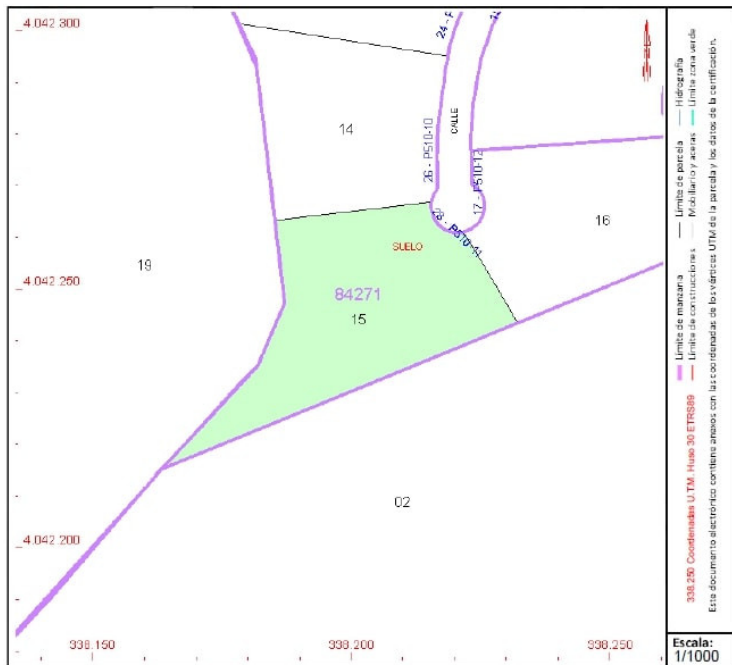 4.042.300
24 - P
CALLE
14
26 - P510-10
17 - P510-12
28 - P510-11
19
SUELO
16
4.042.250
84271
15
02
4.042.200
338.150
338.200
338.250
Límite de manzana
Límite de parcela
Hidrografía
Límite de construcciones
Mobiliario y aceras
Límite zona verde
338.250 Coordenadas U.T.M. Huso 30 ETRS89
Este documento electrónico contiene anexos con las coordenadas de los vértices UTM de la parcela y los datos de la certificación.
Escala:
1/1000